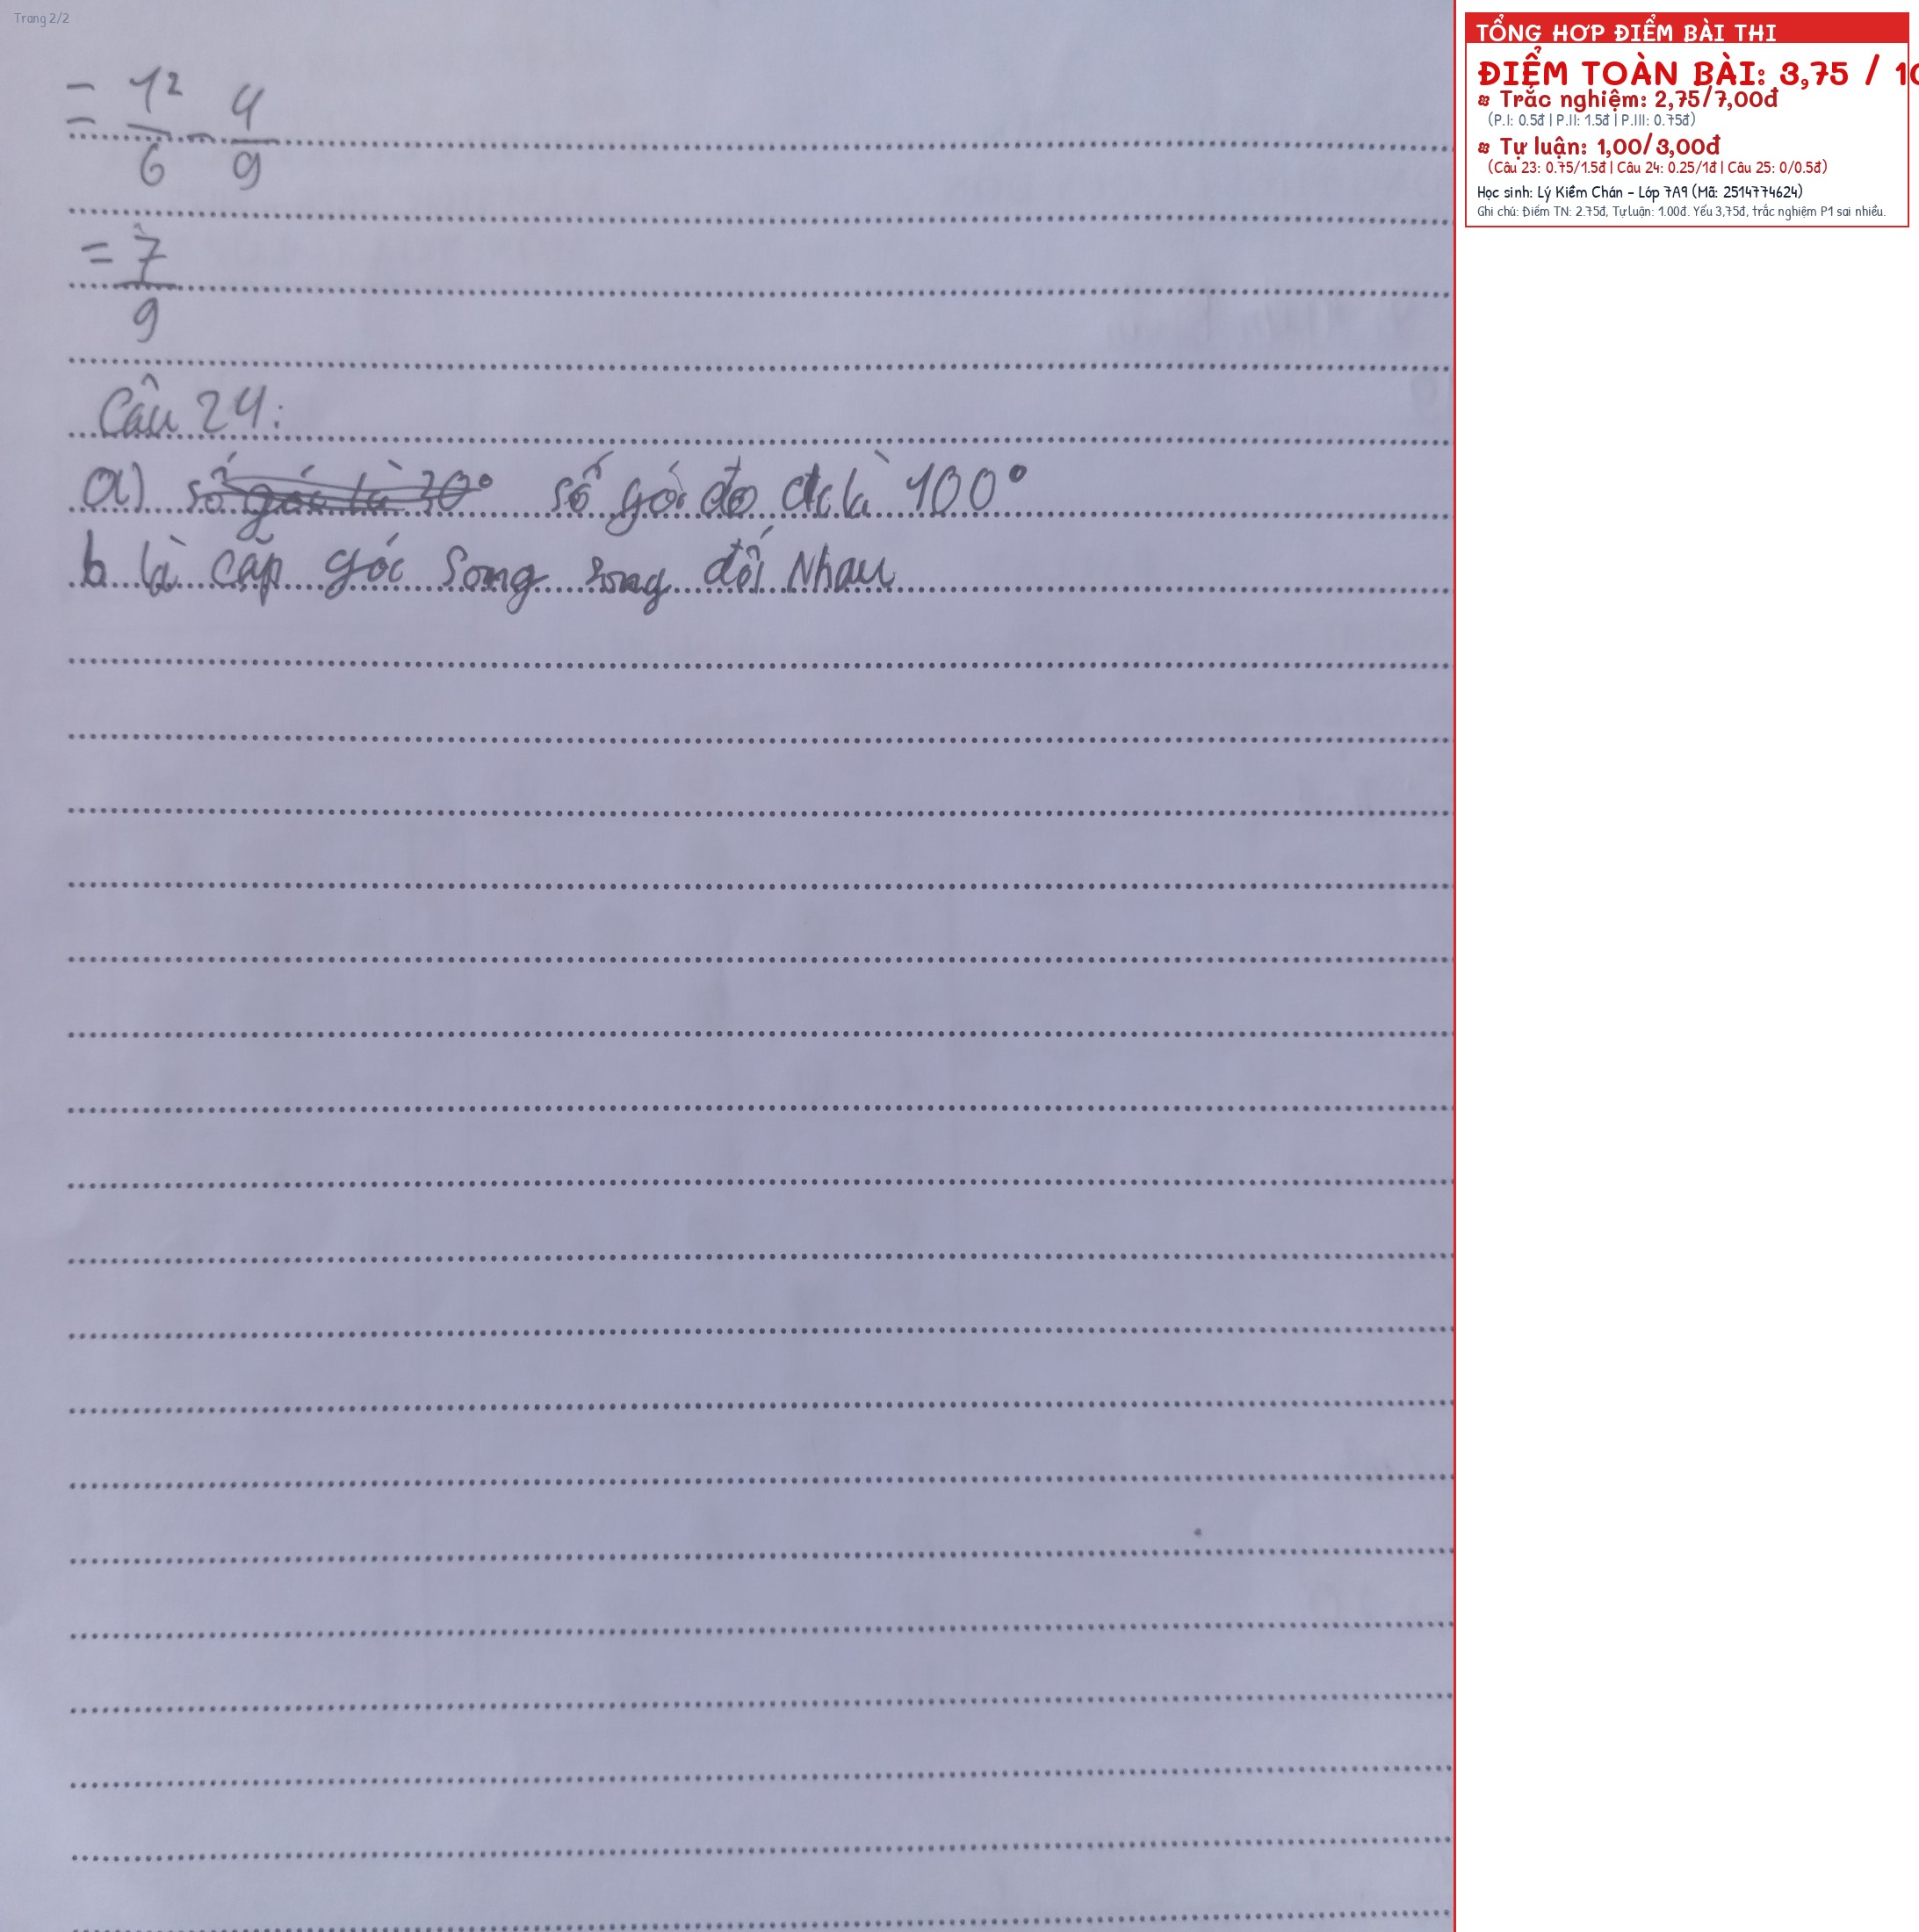 Trang 2/2
= 12/6 - 4/9
= 7/9
Câu 24:
a) số góc là 30° số góc đo là 100°
b là cặp góc song song đối nhau
TỔNG HỢP ĐIỂM BÀI THI
ĐIỂM TOÀN BÀI: 3,75 / 10
Trắc nghiệm: 2,75/7,00đ
(P.I: 0.5đ | P.II: 1.5đ | P.III: 0.75đ)
Tự luận: 1,00/3,00đ
(Câu 23: 0.75/1.5đ | Câu 24: 0.25/1đ | Câu 25: 0/0.5đ)
Học sinh: Lý Kiềm Chán - Lớp 7A9 (Mã: 2514774624)
Ghi chú: Điểm TN: 2.75đ, Tự luận: 1.00đ. Yếu 3,75đ, trắc nghiệm P1 sai nhiều.